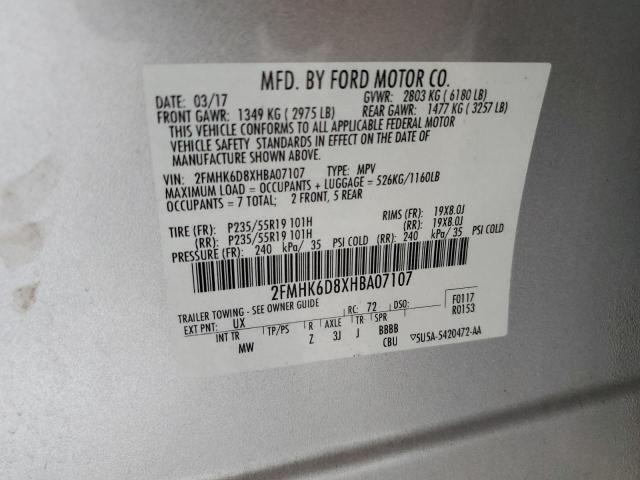 MFD. BY FORD MOTOR CO.
DATE: 03/17 GVWR: 2803 KG ( 6180 LB)
FRONT GAWR: 1349 KG ( 2975 LB) REAR GAWR: 1477 KG ( 3257 LB)
THIS VEHICLE CONFORMS TO ALL APPLICABLE FEDERAL MOTOR
VEHICLE SAFETY STANDARDS IN EFFECT ON THE DATE OF
MANUFACTURE SHOWN ABOVE.
VIN: 2FMHK6D8XHBA07107 TYPE: MPV
MAXIMUM LOAD = OCCUPANTS + LUGGAGE = 526KG/1160LB
OCCUPANTS = 7 TOTAL; 2 FRONT, 5 REAR
TIRE (FR): P235/55R19 101H RIMS (FR): 19X8.0J
(RR): P235/55R19 101H (RR): 19X8.0J
PRESSURE (FR): 240 kPa/ 35 PSI COLD (RR): 240 kPa/ 35 PSI COLD
2FMHK6D8XHBA07107
TRAILER TOWING - SEE OWNER GUIDE RC: 72 DSO: F0117
EXT PNT: UX R0153
INT TR TP/PS R AXLE TR SPR
MW Z 3J J BBBB
CBU 5USA-5420472-AA